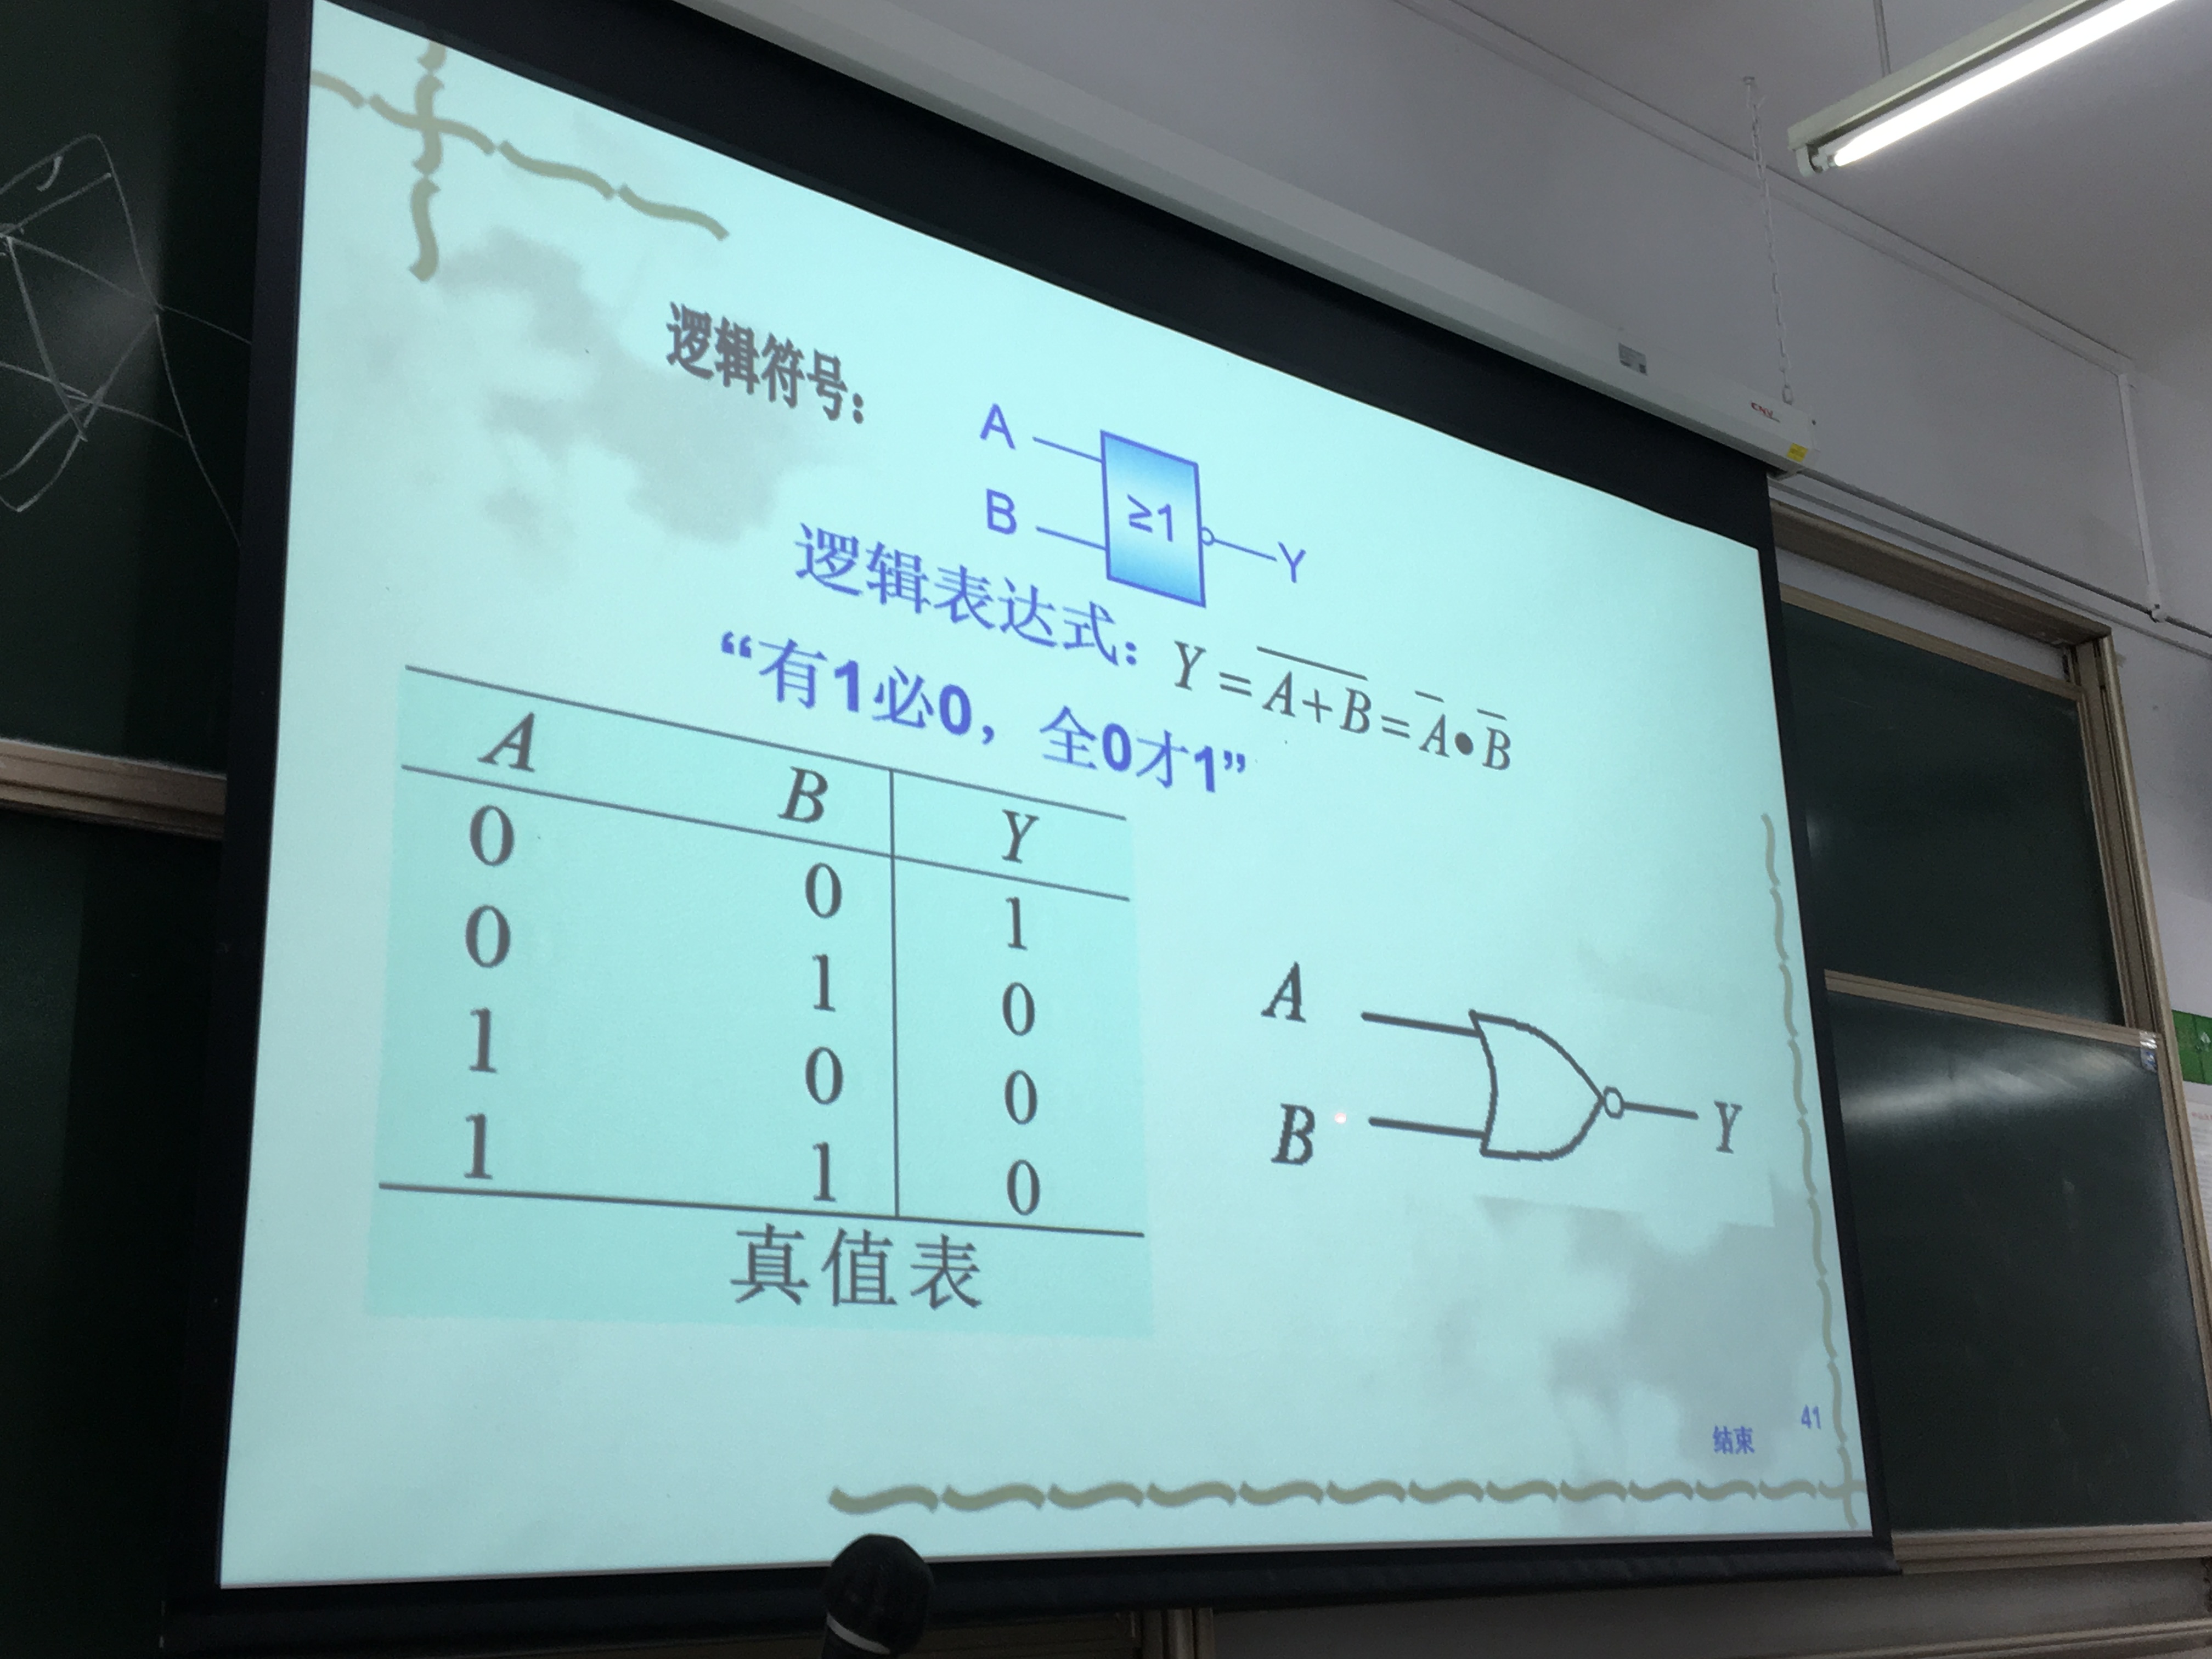 逻辑符号:
A
B
≥1
Y
逻辑表达式: Y = \overline{A+B} = \overline{A}•\overline{B}
“有1必0，全0才1”
A B Y
0 0 1
0 1 0
1 0 0
1 1 0
真值表
A
B
Y
结束 41